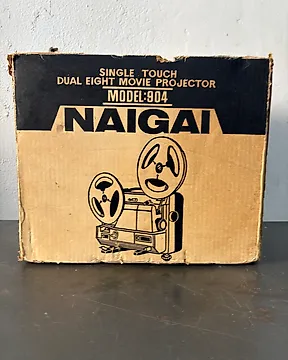 SINGLE TOUCH
DUAL EIGHT MOVIE PROJECTOR
MODEL:904
NAIGAI